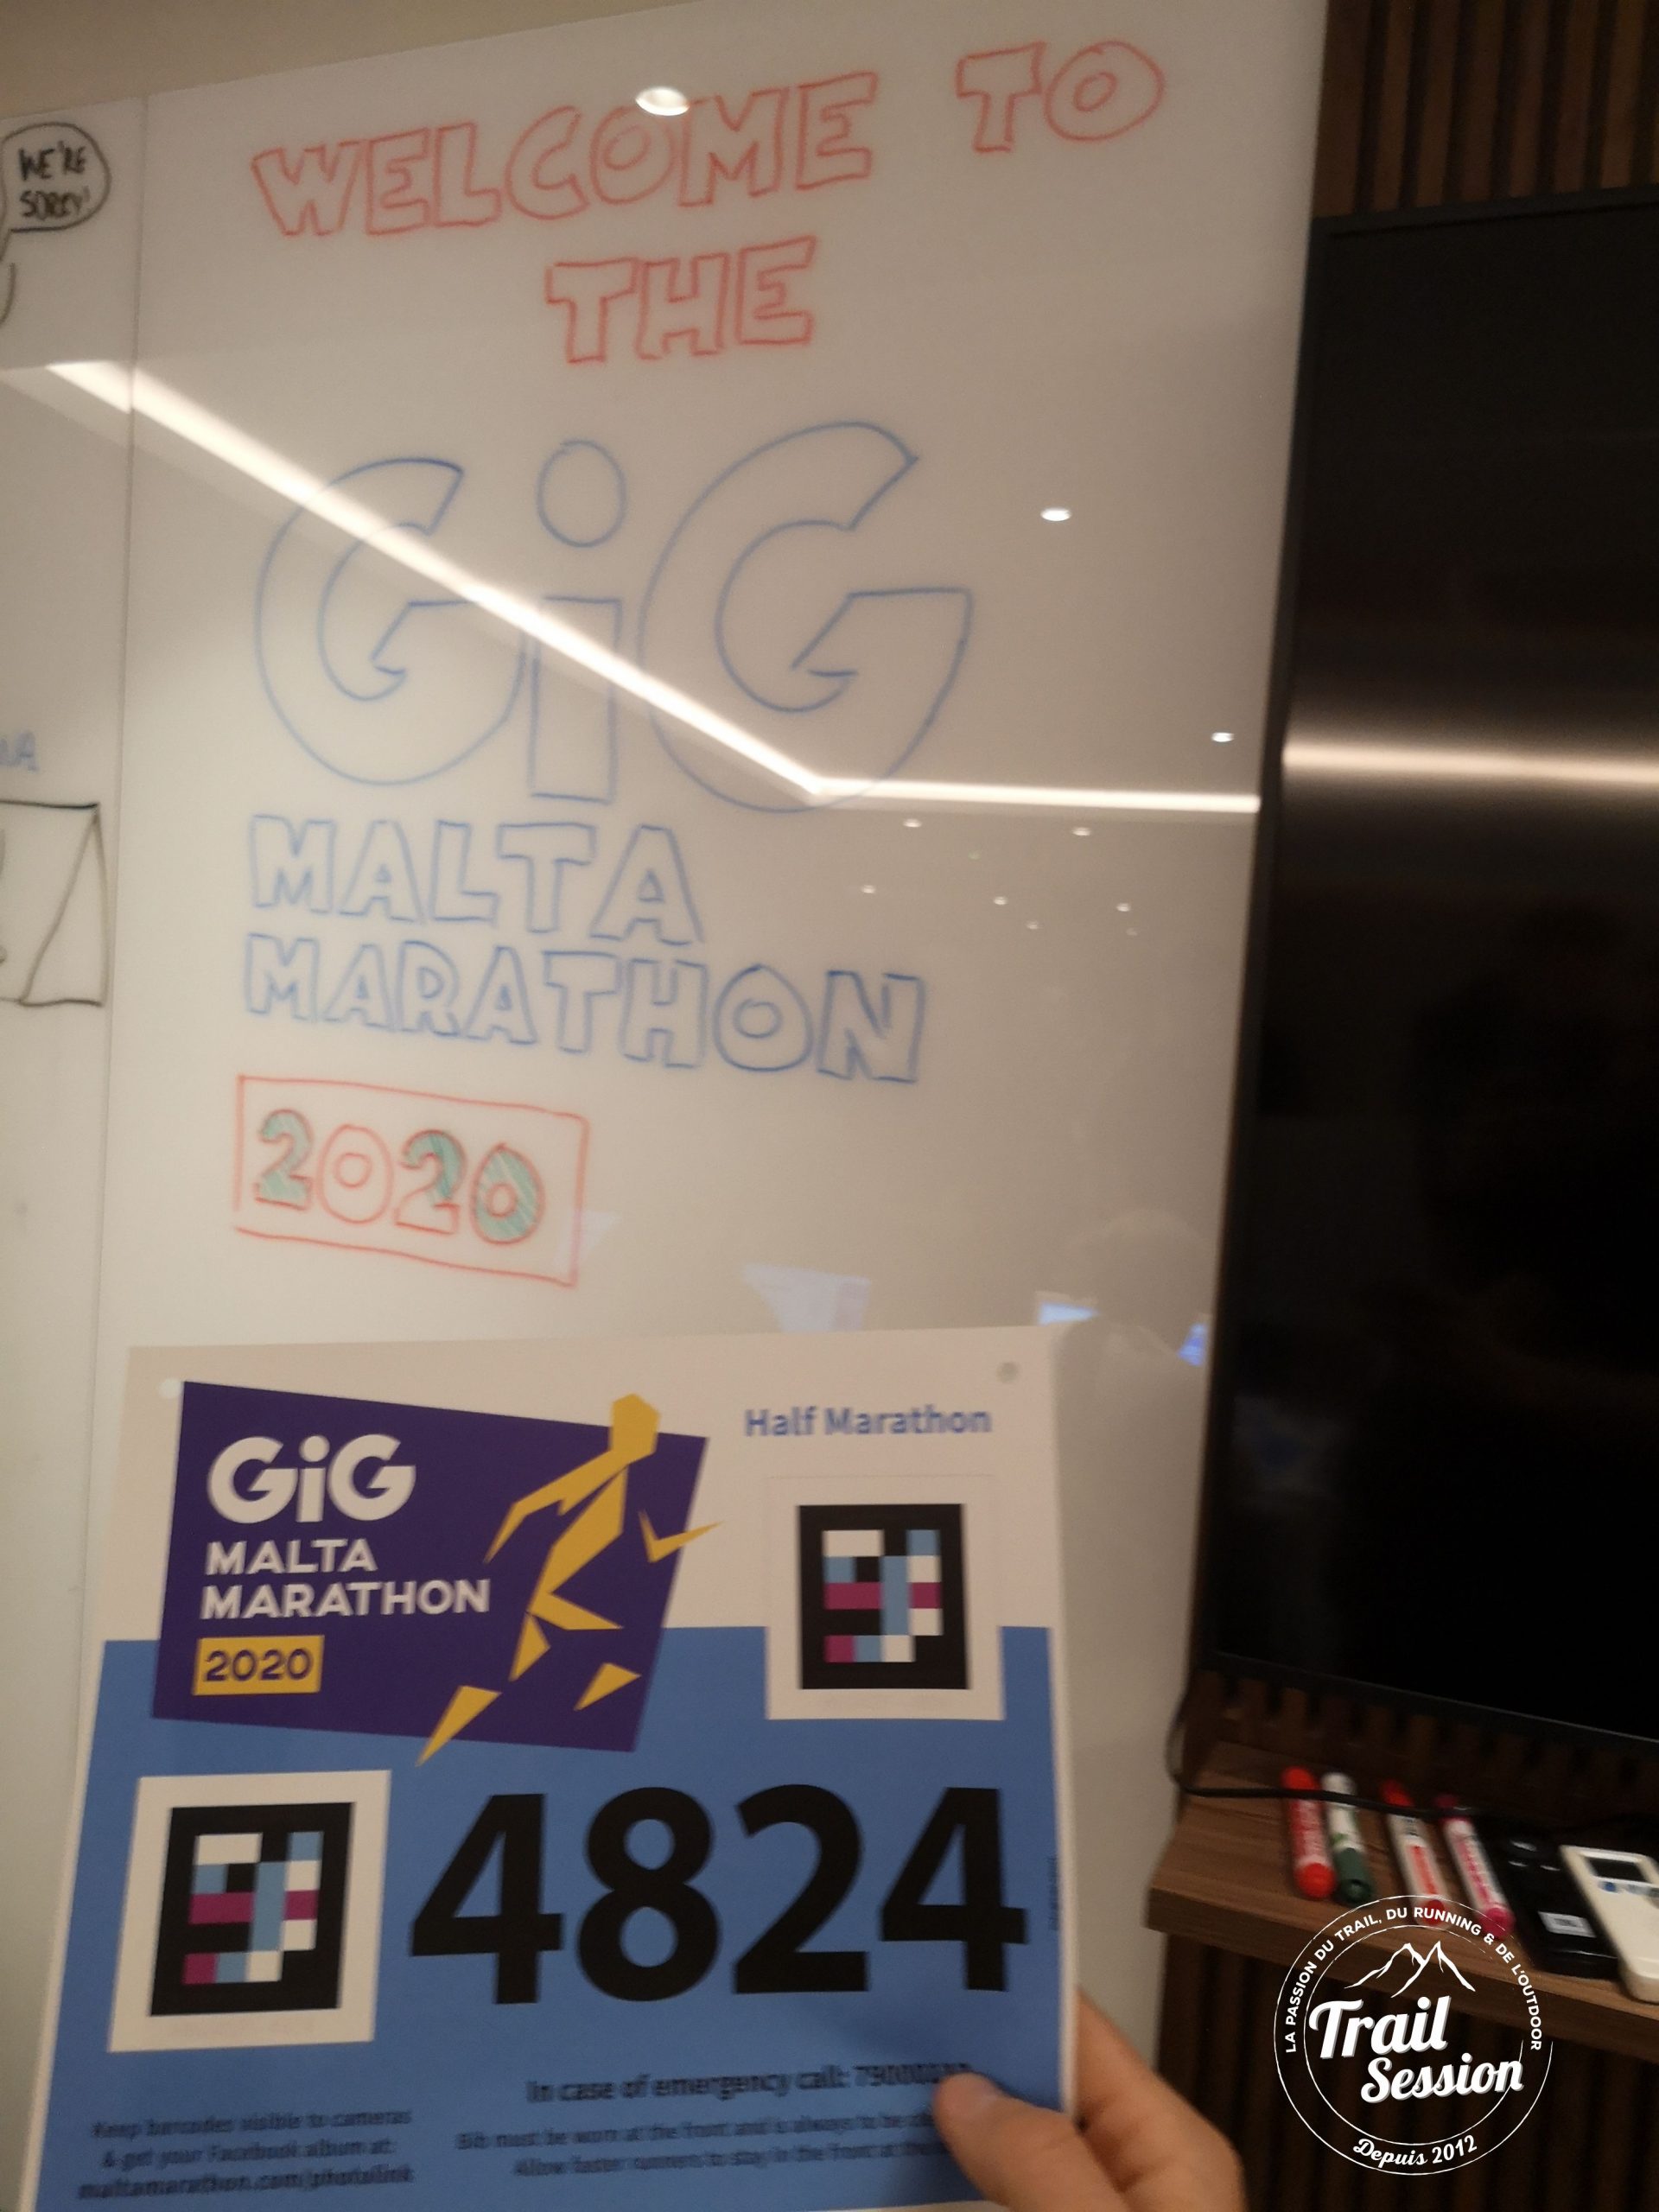 WE'RE
SORRY!
WELCOME TO
THE
GiG
MALTA
MARATHON
2020
GiG
MALTA
MARATHON
2020
Half Marathon
4824
In case of emergency call:
Keep barcodes visible to cameras
& get your Facebook album at:
maltamarathon.com/photolink
Bib must be worn at the front and is always to be
Allow faster runners to stay in the front at the
LA PASSION DU TRAIL, DU RUNNING & DE L'OUTDOOR
Trail
Session
Depuis 2012